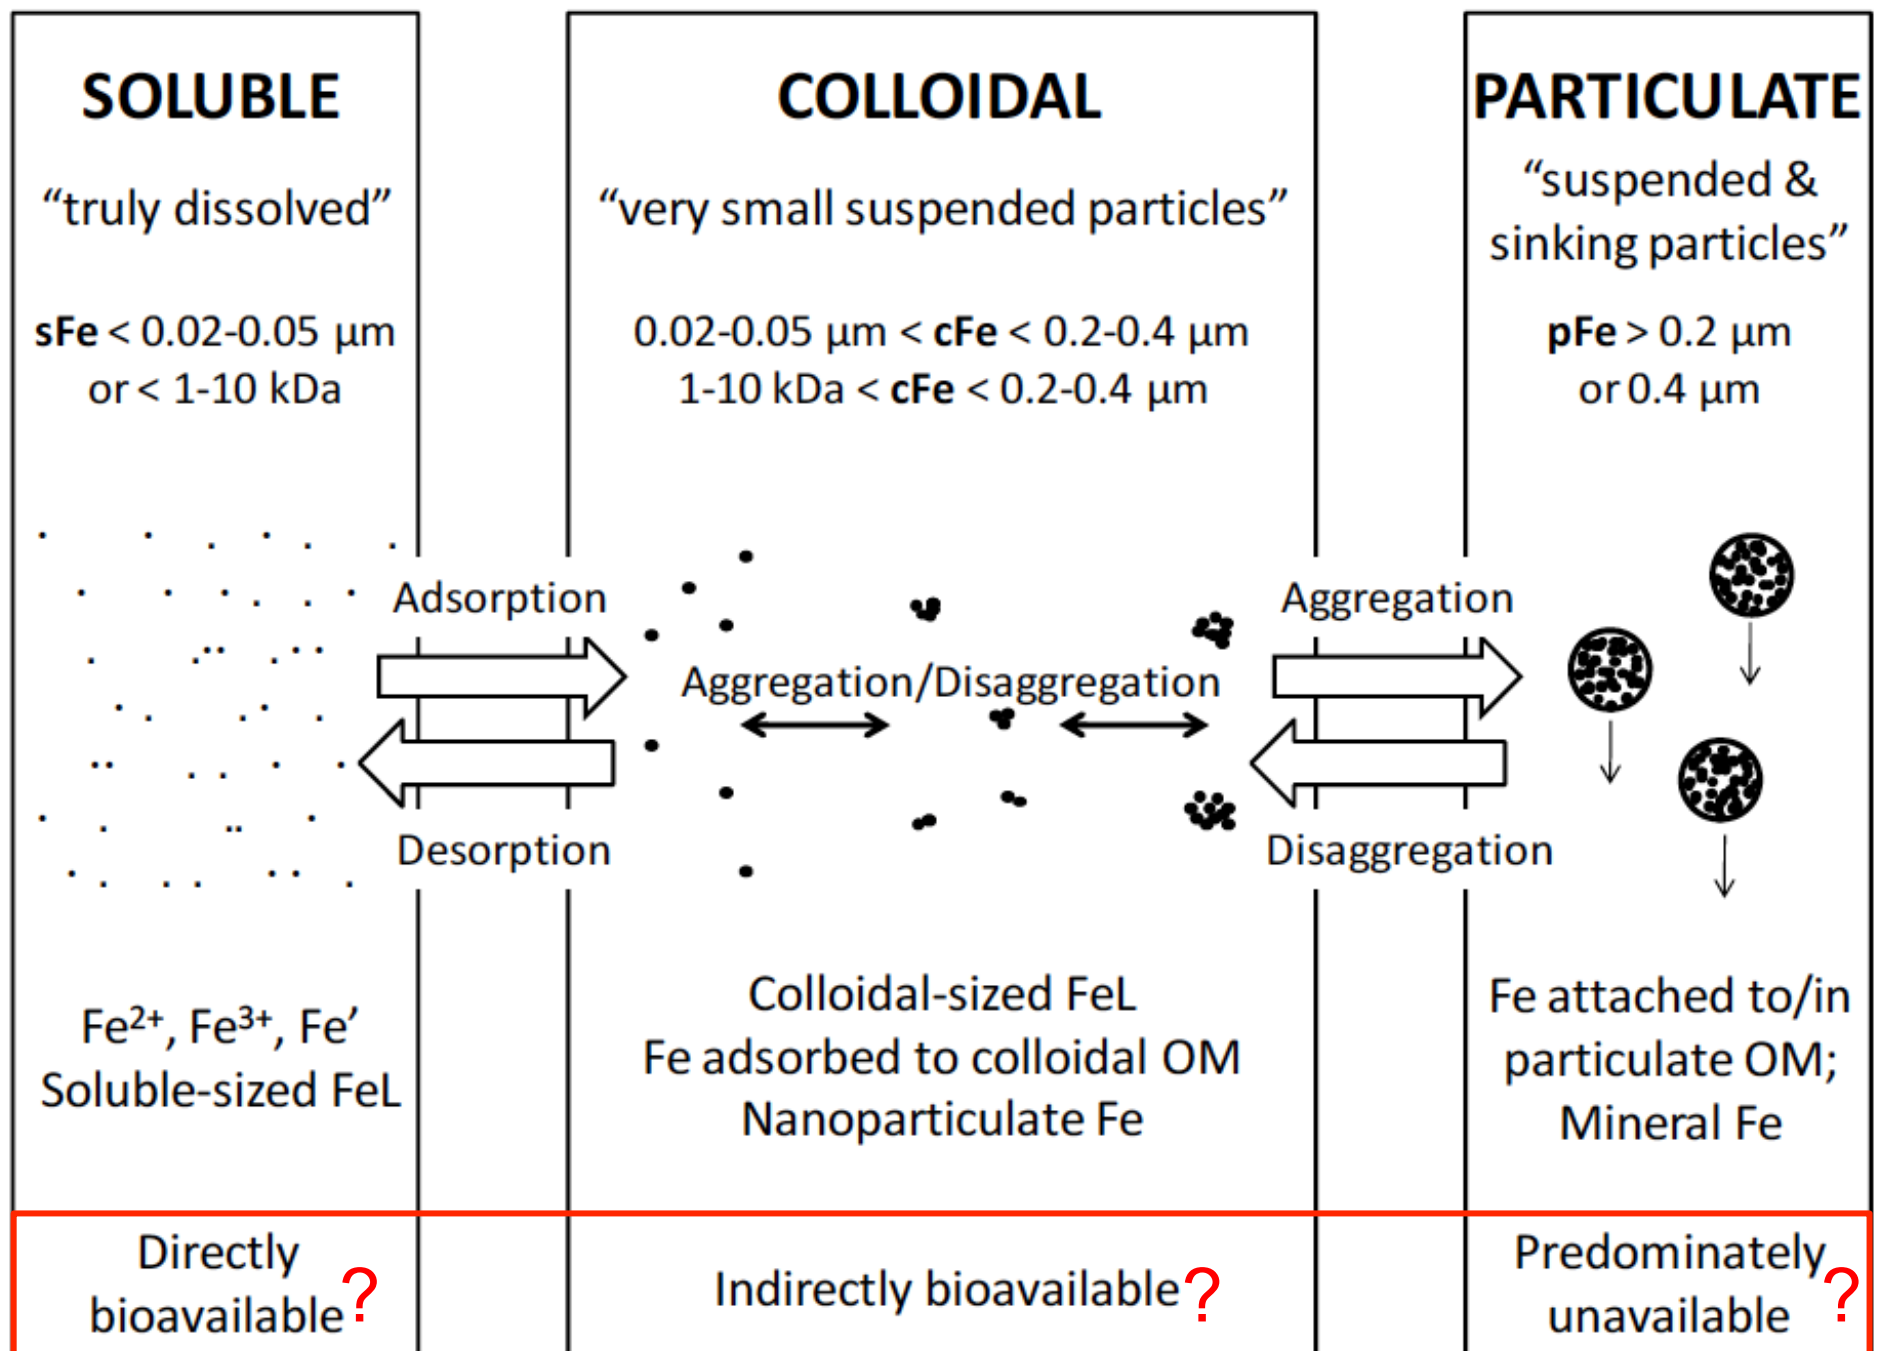 SOLUBLE
“truly dissolved”
sFe < 0.02-0.05 µm
or < 1-10 kDa
Fe²⁺, Fe³⁺, Fe’
Soluble-sized FeL
Directly
bioavailable?
Adsorption
Desorption
COLLOIDAL
“very small suspended particles”
0.02-0.05 µm < cFe < 0.2-0.4 µm
1-10 kDa < cFe < 0.2-0.4 µm
Aggregation/Disaggregation
Colloidal-sized FeL
Fe adsorbed to colloidal OM
Nanoparticulate Fe
Indirectly bioavailable?
Aggregation
Disaggregation
PARTICULATE
“suspended &
sinking particles”
pFe > 0.2 µm
or 0.4 µm
Fe attached to/in
particulate OM;
Mineral Fe
Predominately
unavailable ?